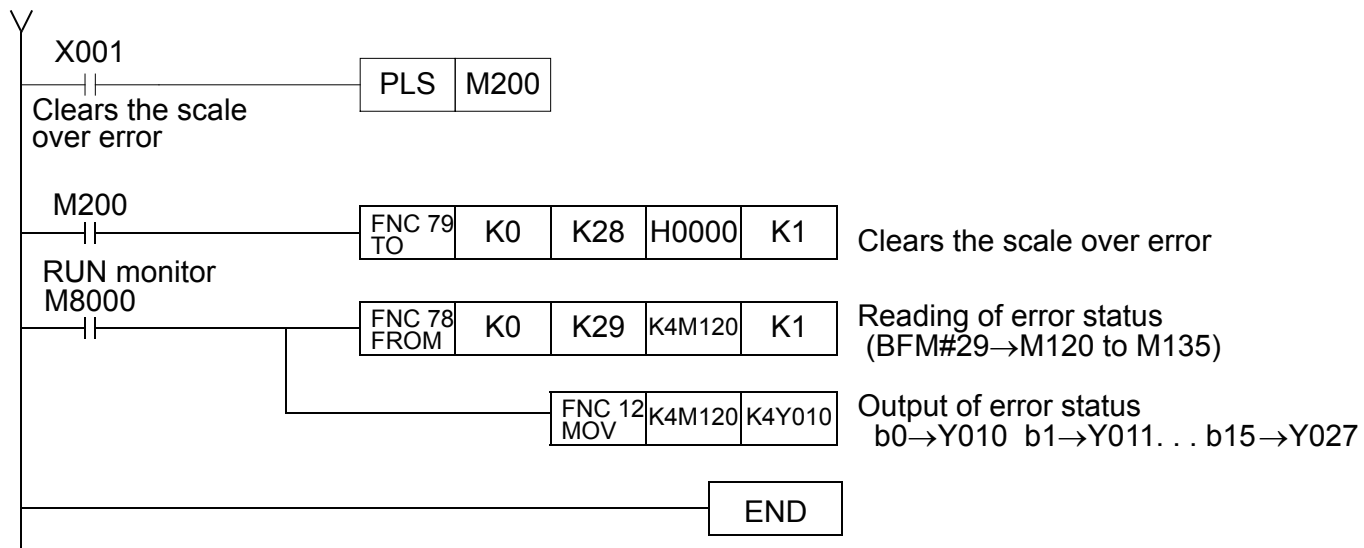 X001
PLS M200
Clears the scale
over error
M200
FNC 79 TO K0 K28 H0000 K1 Clears the scale over error
RUN monitor
M8000
FNC 78 FROM K0 K29 K4M120 K1 Reading of error status
(BFM#29→M120 to M135)
FNC 12 MOV K4M120 K4Y010 Output of error status
b0→Y010 b1→Y011. . . b15→Y027
END